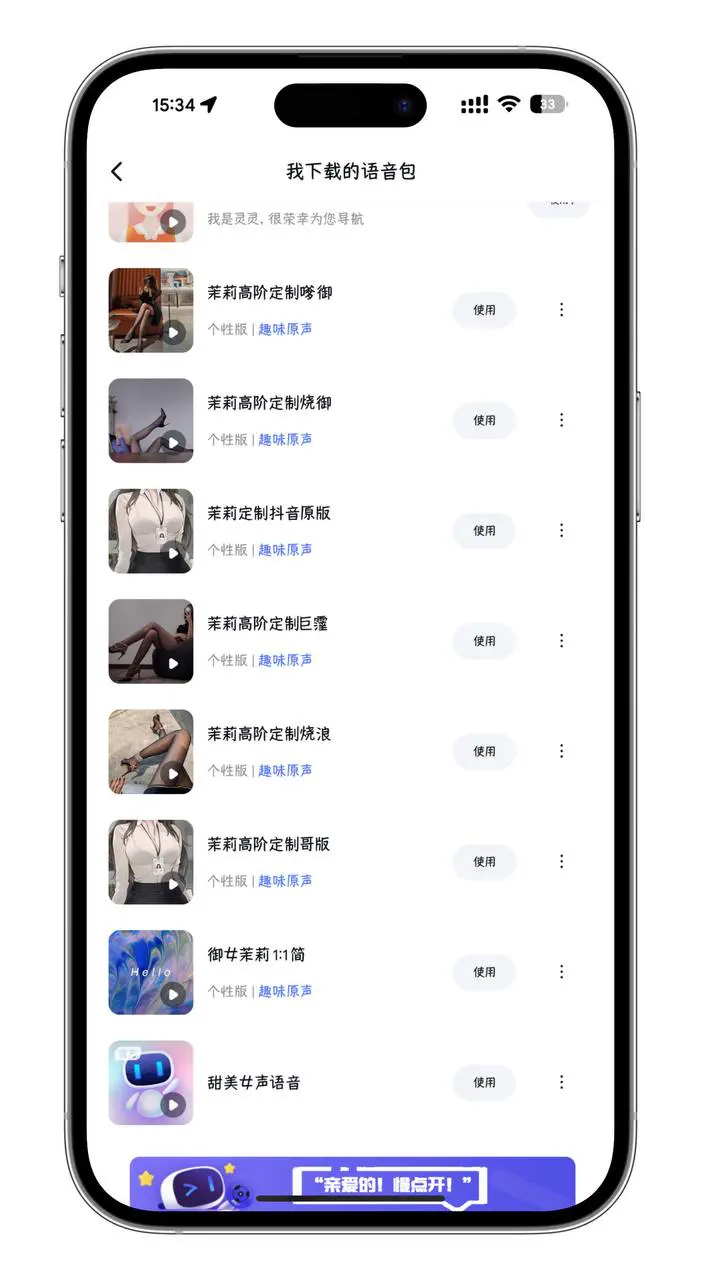 15:34
33
我下载的语音包
我是灵灵，很荣幸为您导航
茉莉高阶定制嗲御
个性版 | 趣味原声
使用
茉莉高阶定制烧御
个性版 | 趣味原声
使用
茉莉定制抖音原版
个性版 | 趣味原声
使用
茉莉高阶定制巨霪
个性版 | 趣味原声
使用
茉莉高阶定制烧浪
个性版 | 趣味原声
使用
茉莉高阶定制哥版
个性版 | 趣味原声
使用
御女茉莉1:1简
个性版 | 趣味原声
Hello
使用
甜美女声语音
使用
“亲爱的！慢点开！”